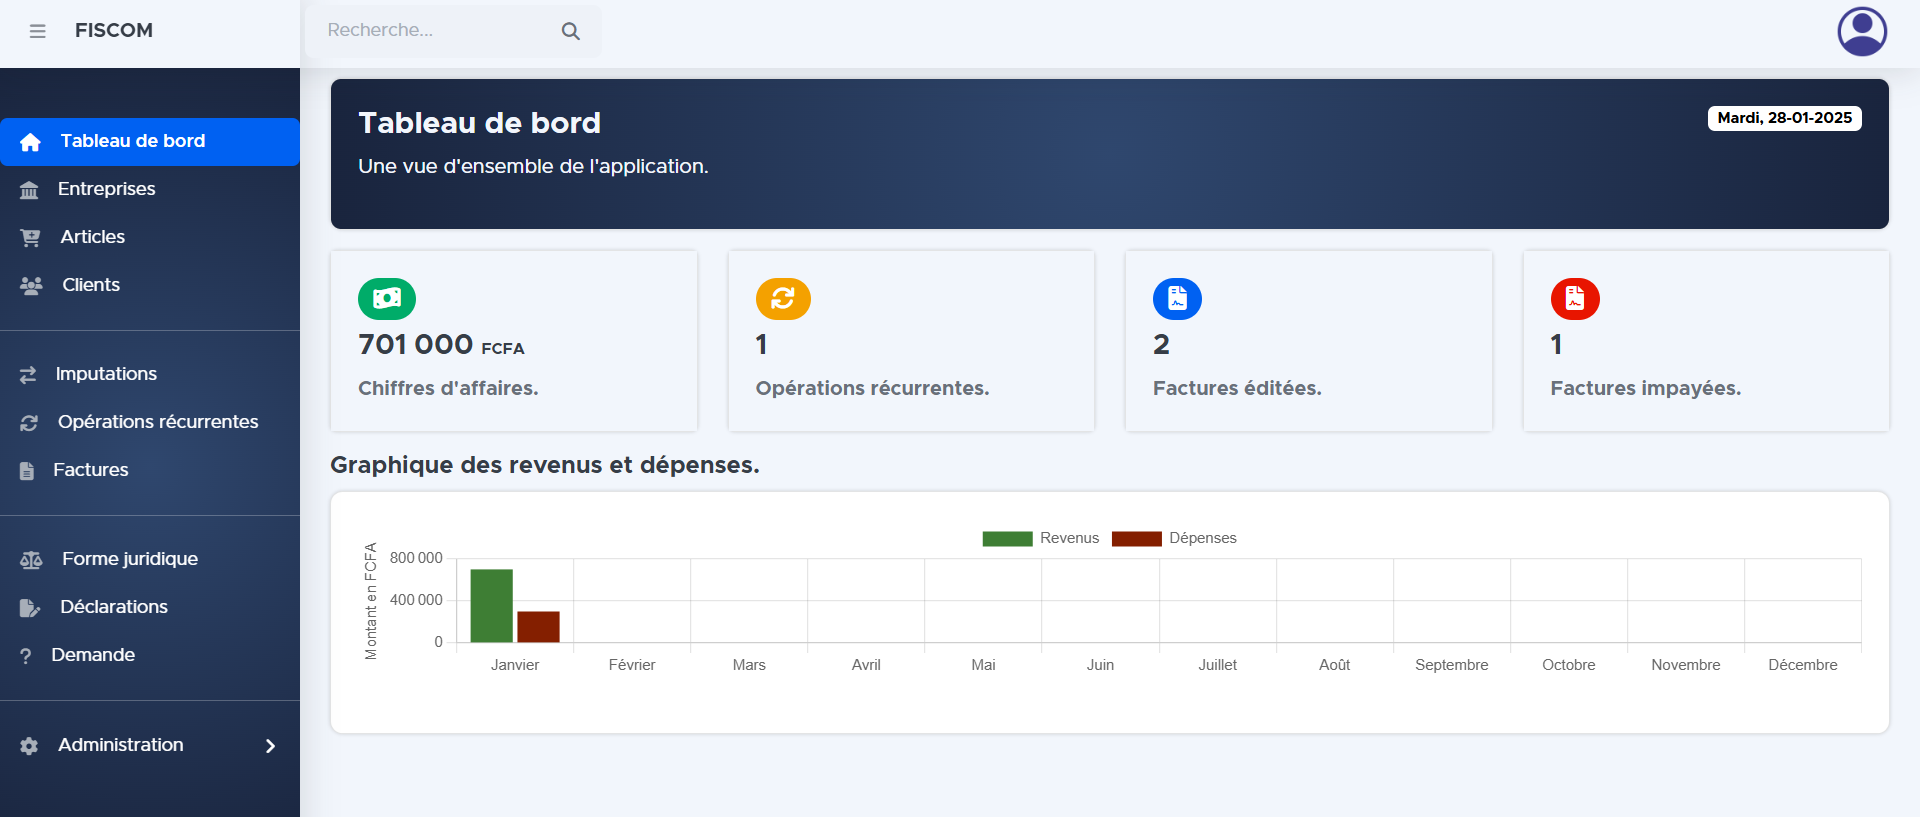 FISCOM
Recherche...
Tableau de bord
Entreprises
Articles
Clients
Imputations
Opérations récurrentes
Factures
Forme juridique
Déclarations
? Demande
Administration
Tableau de bord
Mardi, 28-01-2025
Une vue d'ensemble de l'application.
701 000 FCFA
Chiffres d'affaires.
1
Opérations récurrentes.
2
Factures éditées.
1
Factures impayées.
Graphique des revenus et dépenses.
Revenus Dépenses
Montant en FCFA
800 000
400 000
0
Janvier Février Mars Avril Mai Juin Juillet Août Septembre Octobre Novembre Décembre